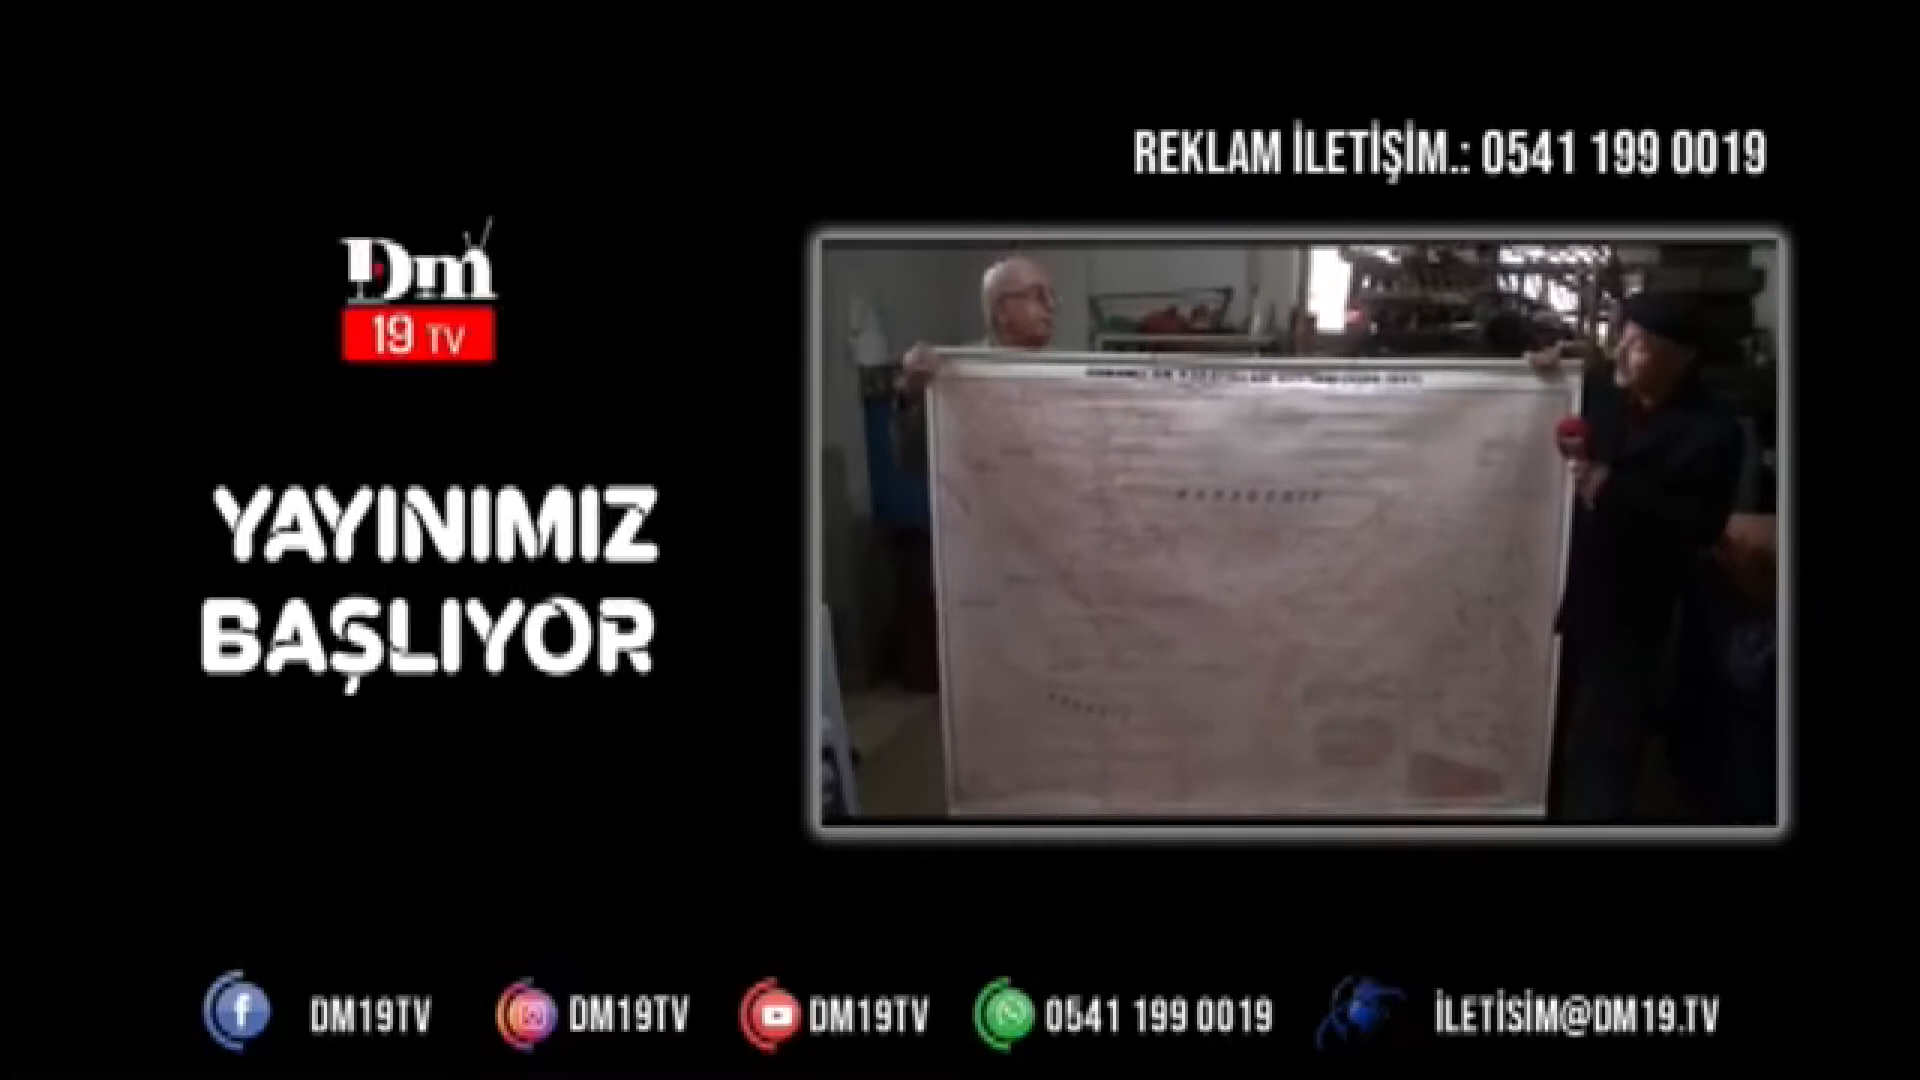 REKLAM İLETİŞİM.: 0541 199 0019
Dm
19 TV
YAYINIMIZ
BAŞLIYOR
KARADENİZ
DM19TV
DM19TV
DM19TV
0541 199 0019
İLETİSİM@DM19.TV